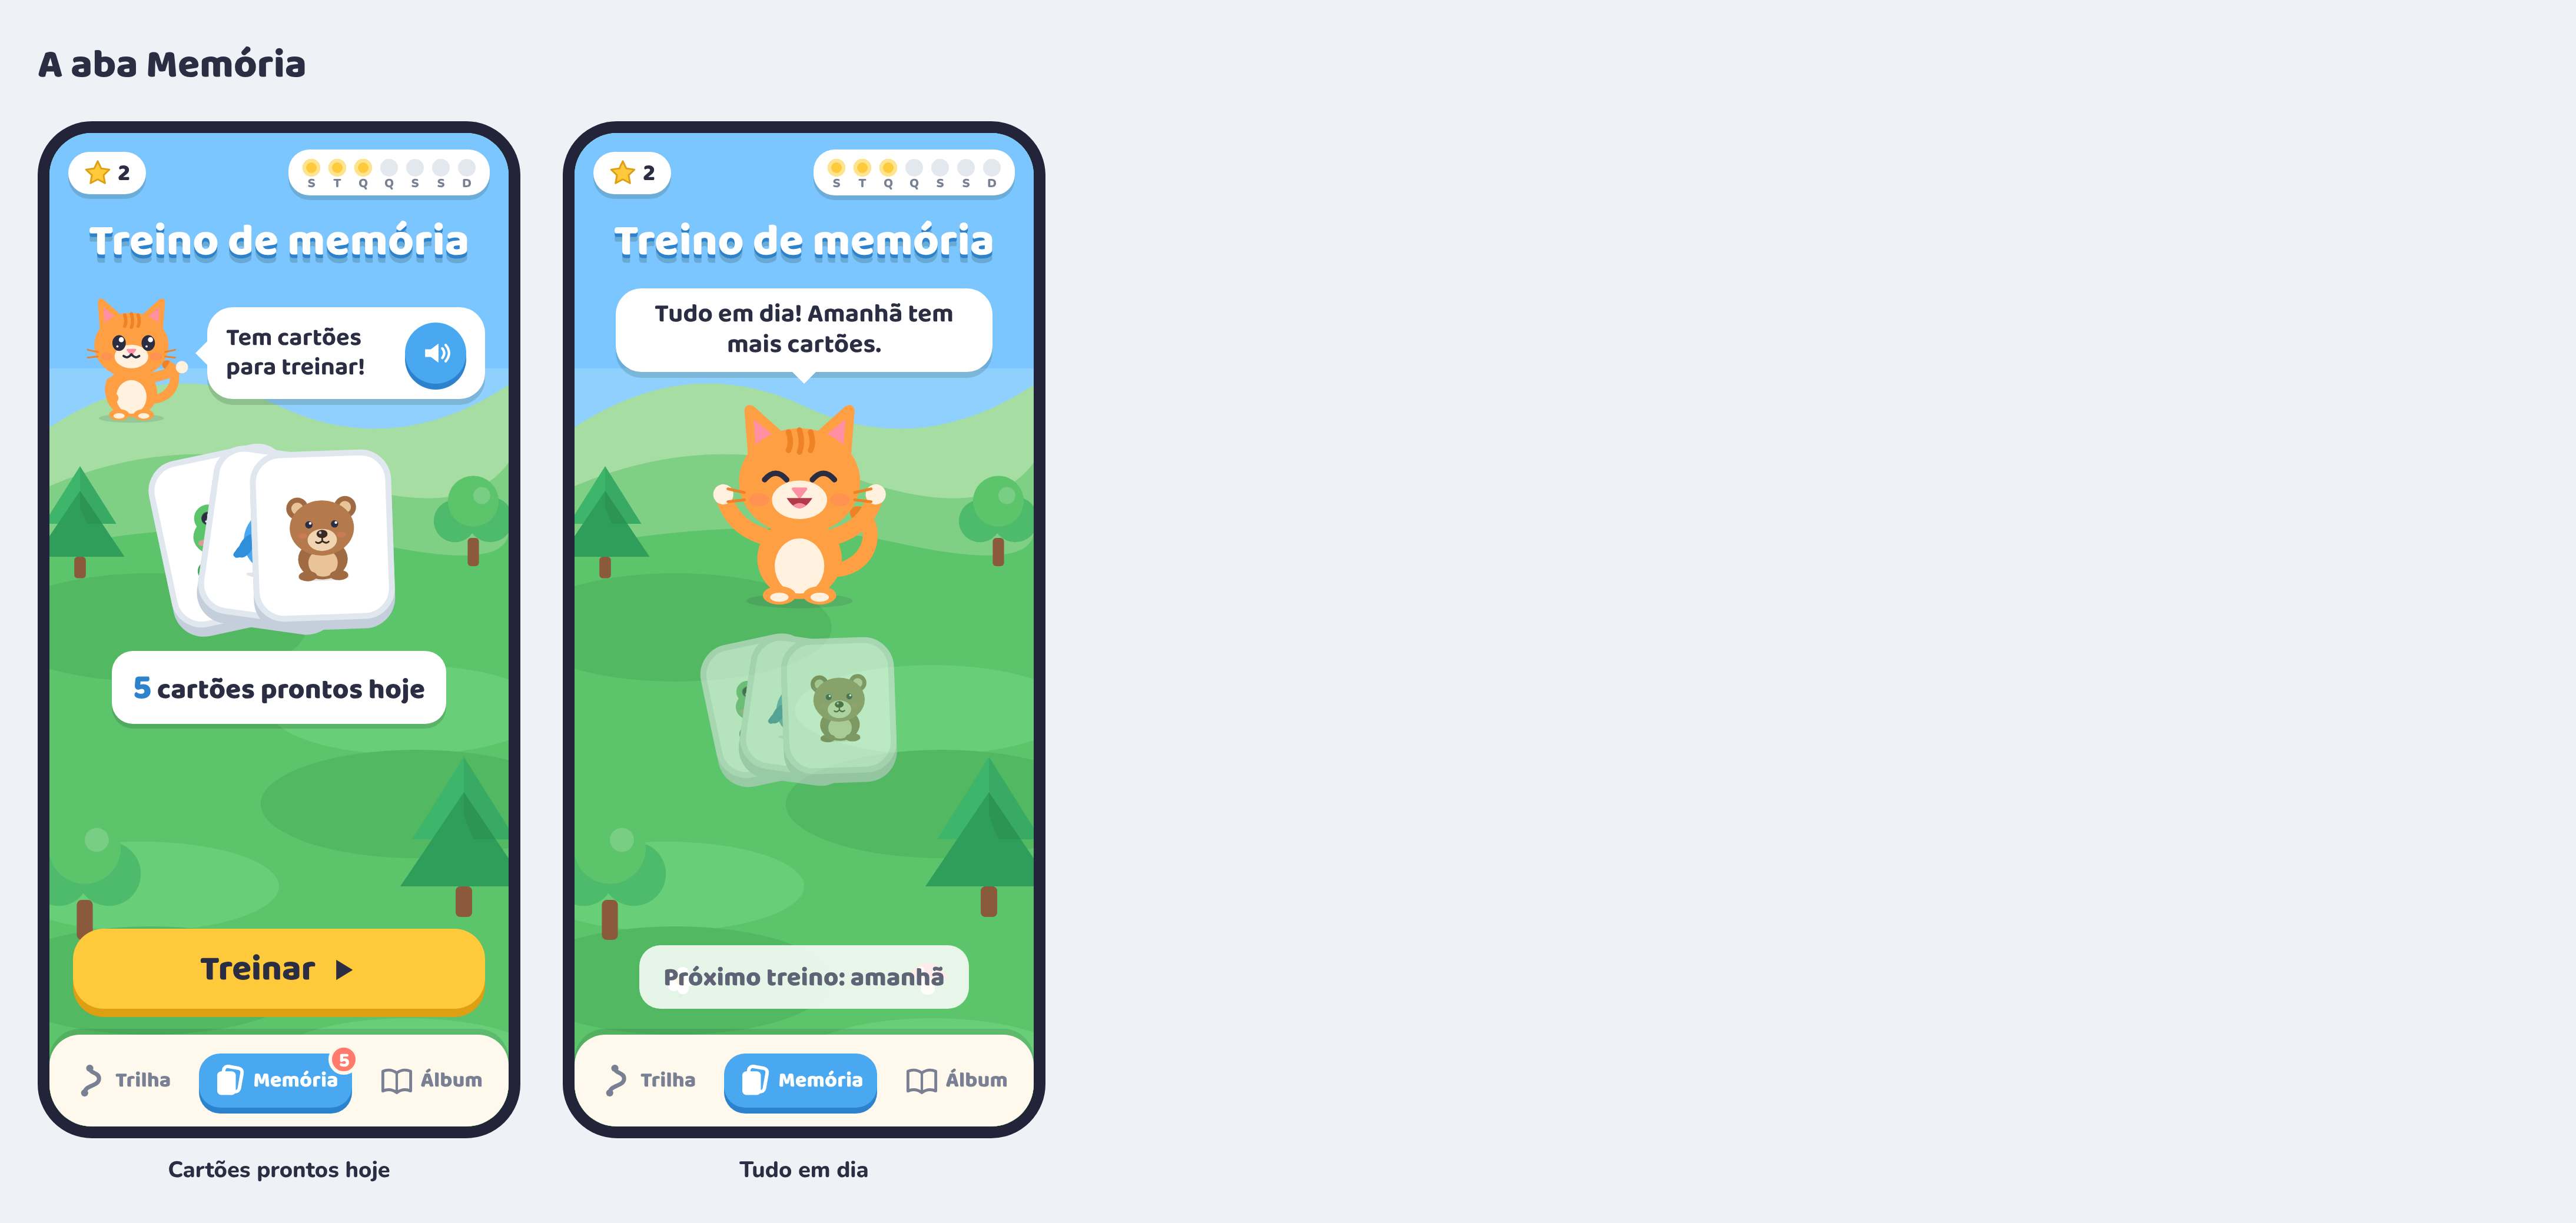 A aba Memória
2
S T Q Q S S D
Treino de memória
Tem cartões
para treinar!
5 cartões prontos hoje
Treinar
Trilha
Memória
5
Álbum
Cartões prontos hoje
2
S T Q Q S S D
Treino de memória
Tudo em dia! Amanhã tem
mais cartões.
Próximo treino: amanhã
Trilha
Memória
Álbum
Tudo em dia